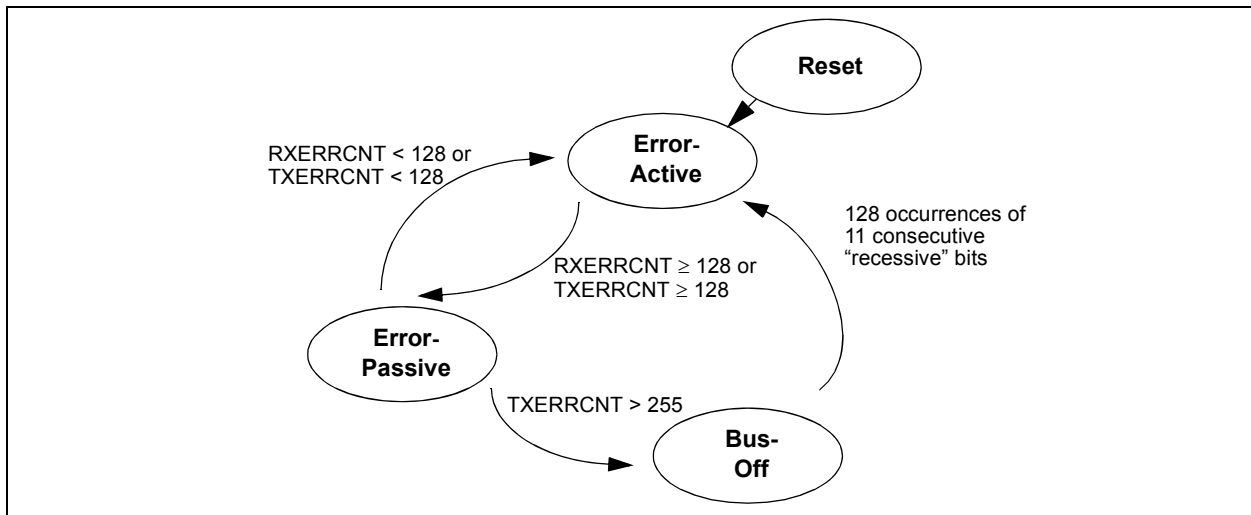 Reset
Error-
Active
RXERRCNT < 128 or
TXERRCNT < 128
128 occurrences of
11 consecutive
“recessive” bits
RXERRCNT ≥ 128 or
TXERRCNT ≥ 128
Error-
Passive
TXERRCNT > 255
Bus-
Off